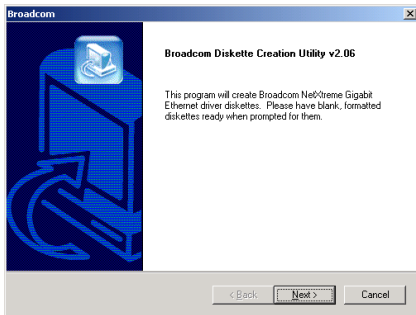 Broadcom
Broadcom Diskette Creation Utility v2.06
This program will create Broadcom NetXtreme Gigabit
Ethernet driver diskettes. Please have blank, formatted
diskettes ready when prompted for them.
< Back
Next >
Cancel